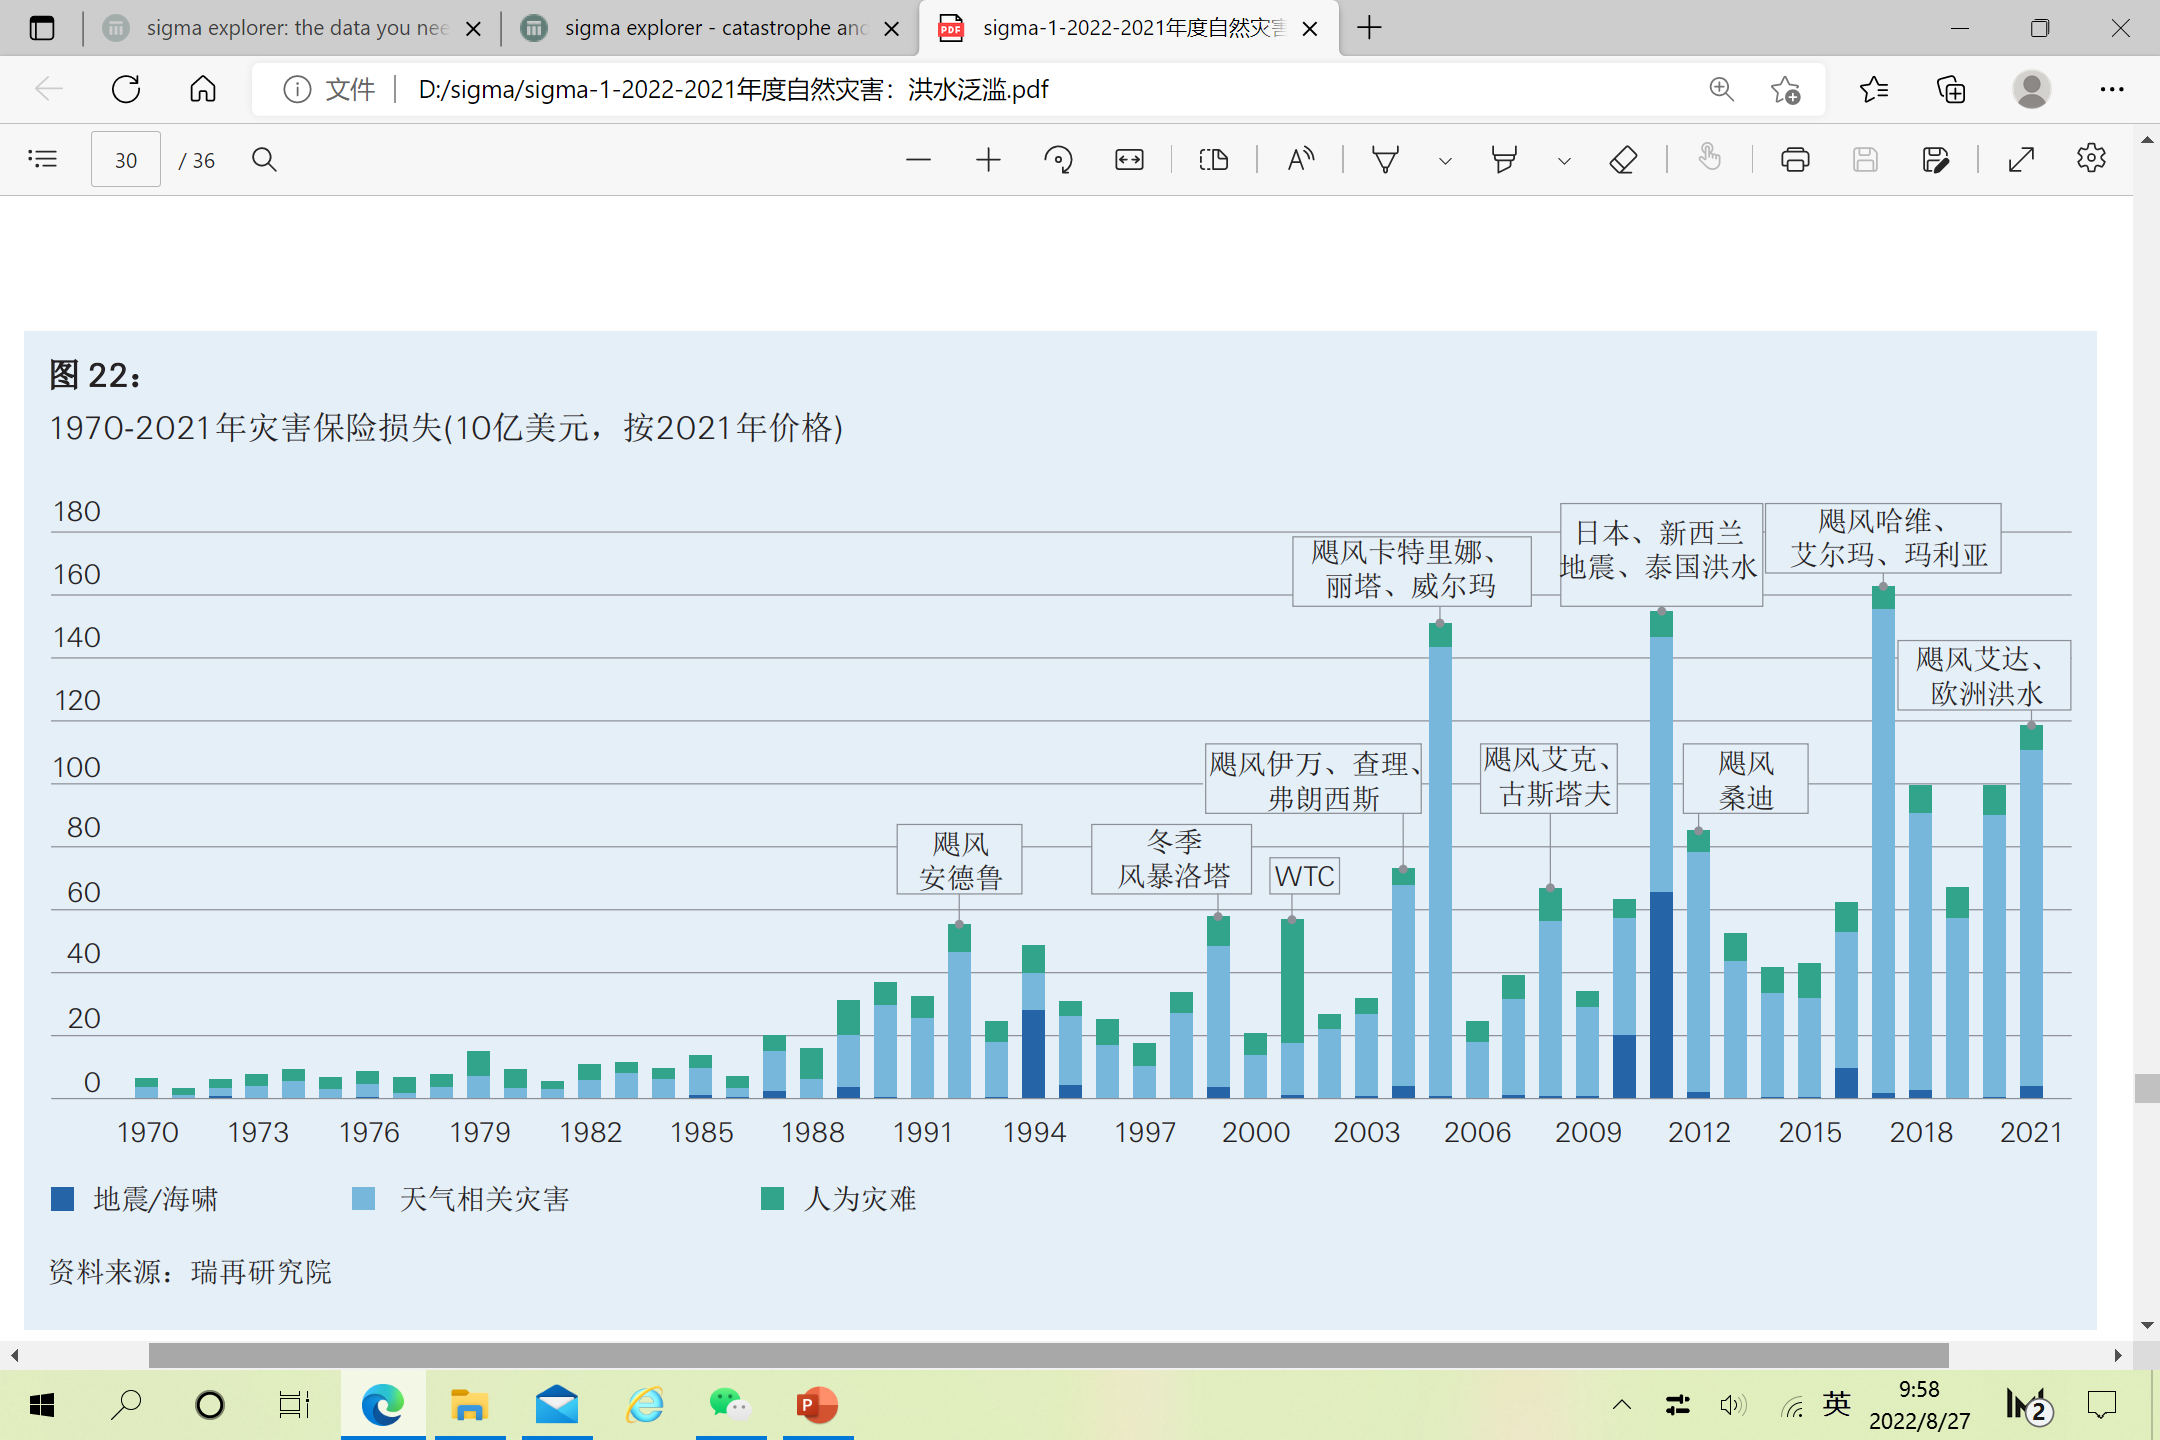 sigma explorer: the data you nee
sigma explorer - catastrophe and
sigma-1-2022-2021年度自然灾害
文件
D:/sigma/sigma-1-2022-2021年度自然灾害：洪水泛滥.pdf
30
/ 36
图 22：
1970-2021年灾害保险损失(10亿美元，按2021年价格)
180
160
140
120
100
80
60
40
20
0
飓风安德鲁
冬季
风暴洛塔
WTC
飓风伊万、查理、
弗朗西斯
飓风卡特里娜、
丽塔、威尔玛
飓风艾克、
古斯塔夫
日本、新西兰
地震、泰国洪水
飓风
桑迪
飓风哈维、
艾尔玛、玛利亚
飓风艾达、
欧洲洪水
1970 1973 1976 1979 1982 1985 1988 1991 1994 1997 2000 2003 2006 2009 2012 2015 2018 2021
地震/海啸 天气相关灾害 人为灾难
资料来源：瑞再研究院
英
9:58
2022/8/27
2